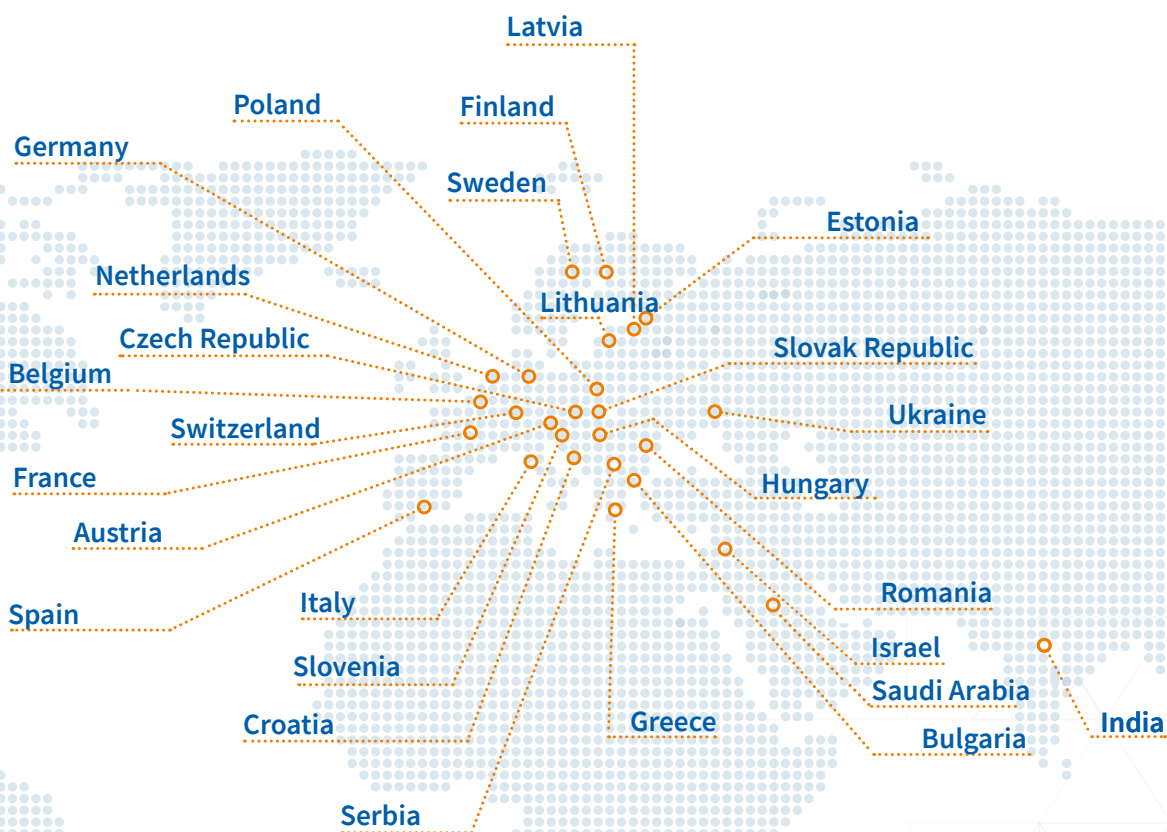 Latvia
Poland
Finland
Germany
Sweden
Estonia
Netherlands
Lithuania
Czech Republic
Slovak Republic
Belgium
Ukraine
Switzerland
France
Hungary
Austria
Romania
Italy
Spain
Israel
Slovenia
Saudi Arabia
Croatia
Greece
India
Bulgaria
Serbia